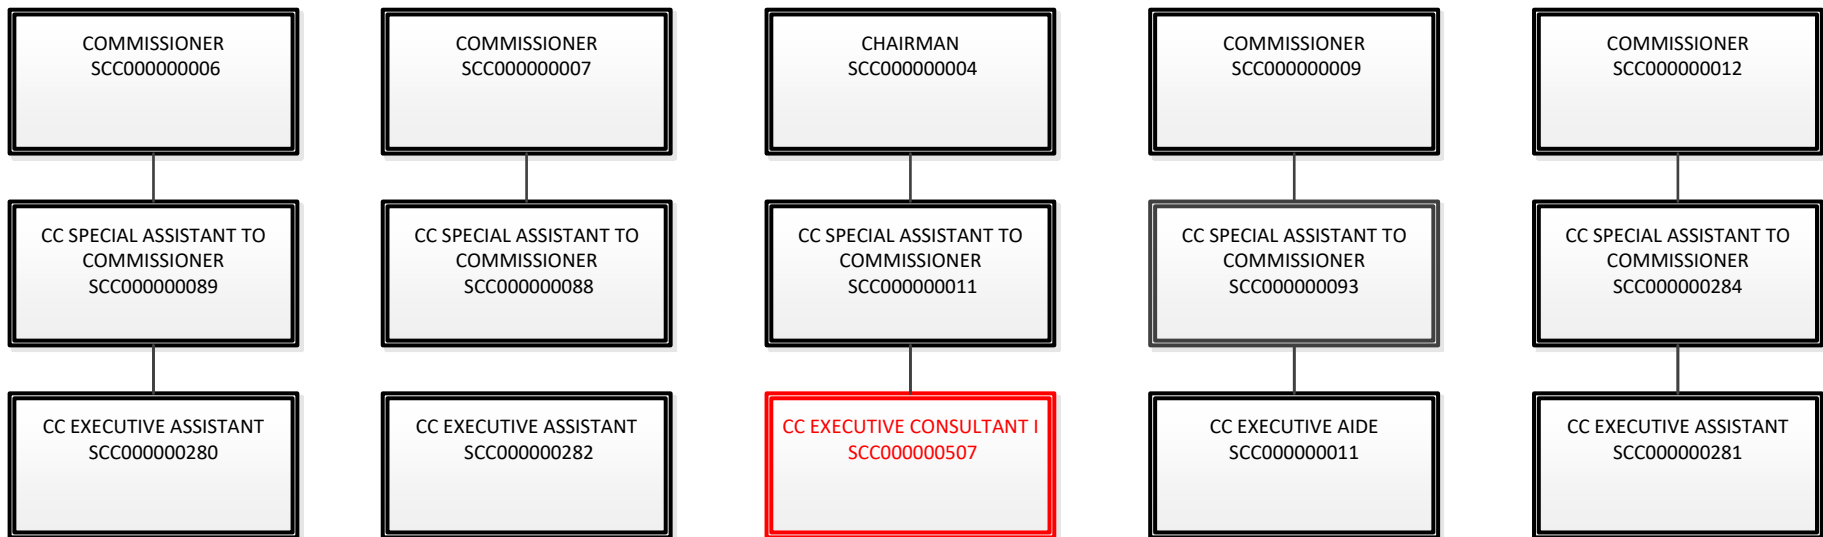 COMMISSIONER
SCC000000006
COMMISSIONER
SCC000000007
CHAIRMAN
SCC000000004
COMMISSIONER
SCC000000009
COMMISSIONER
SCC000000012
CC SPECIAL ASSISTANT TO
COMMISSIONER
SCC000000089
CC SPECIAL ASSISTANT TO
COMMISSIONER
SCC000000088
CC SPECIAL ASSISTANT TO
COMMISSIONER
SCC000000011
CC SPECIAL ASSISTANT TO
COMMISSIONER
SCC000000093
CC SPECIAL ASSISTANT TO
COMMISSIONER
SCC000000284
CC EXECUTIVE ASSISTANT
SCC000000280
CC EXECUTIVE ASSISTANT
SCC000000282
CC EXECUTIVE CONSULTANT I
SCC000000507
CC EXECUTIVE AIDE
SCC000000011
CC EXECUTIVE ASSISTANT
SCC000000281